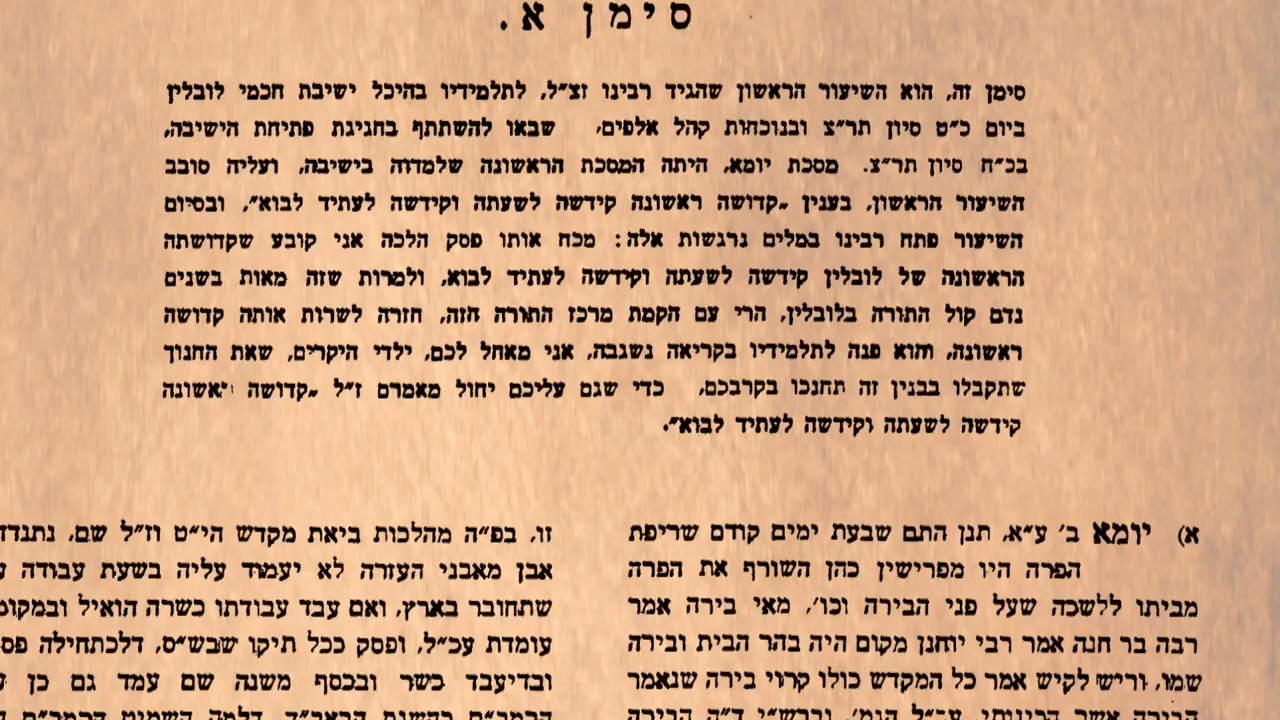 סימן א.
סימן זה, הוא השיעור הראשון שהגיד רבינו זצ״ל, לתלמידיו בהיכל ישיבת חכמי לובלין
ביום כ״ט סיון תר״צ ובנוכחות קהל אלפים, שבאו להשתתף בחגיגת פתיחת הישיבה,
בכ״ח סיון תר״צ. מסכת יומא, היתה המסכת הראשונה שלמדוה בישיבה, ועליה סובב
השיעור הראשון, בענין „קדושה ראשונה קידשה לשעתה וקידשה לעתיד לבוא״, ובסיום
השיעור פתח רבינו במלים נרגשות אלה: מכח אותו פסק הלכה אני קובע שקדושתה
הראשונה של לובלין קידשה לשעתה וקידשה לעתיד לבוא, ולמרות שזה מאות בשנים
נדם קול התורה בלובלין, הרי עם הקמת מרכז התורה הזה, חזרה לשרות אותה קדושה
ראשונה, והוא פנה לתלמידיו בקריאה נשגבה, אני מאחל לכם, ילדי היקרים, שאת החנוך
שתקבלו בבנין זה תחנכו בקרבכם, כדי שגם עליכם יחול מאמרם ז״ל „קדושה ראשונה
קידשה לשעתה וקידשה לעתיד לבוא״.
א) יומא ב׳ ע״א, תנן התם שבעת ימים קודם שריפת
הפרה היו מפרישין כהן השורף את הפרה
מביתו ללשכה שעל פני הבירה וכו׳, מאי בירה אמר
רבה בר חנה אמר רבי יוחנן מקום היה בהר הבית ובירה
שמו, וריש לקיש אמר כל המקדש כולו קרוי בירה שנאמר
זו, בפ״ה מהלכות ביאת מקדש הי״ט וז״ל שם, נתנדדה
אבן מאבני העזרה לא יעמוד עליה בשעת עבודה
שתחובר בארץ, ואם עבד עבודתו כשרה הואיל ובמקומה
עומדת עכ״ל, ופסק ככל תיקו שבש״ס, דלכתחילה
ובדיעבד כשר ובכסף משנה שם עמד גם כן